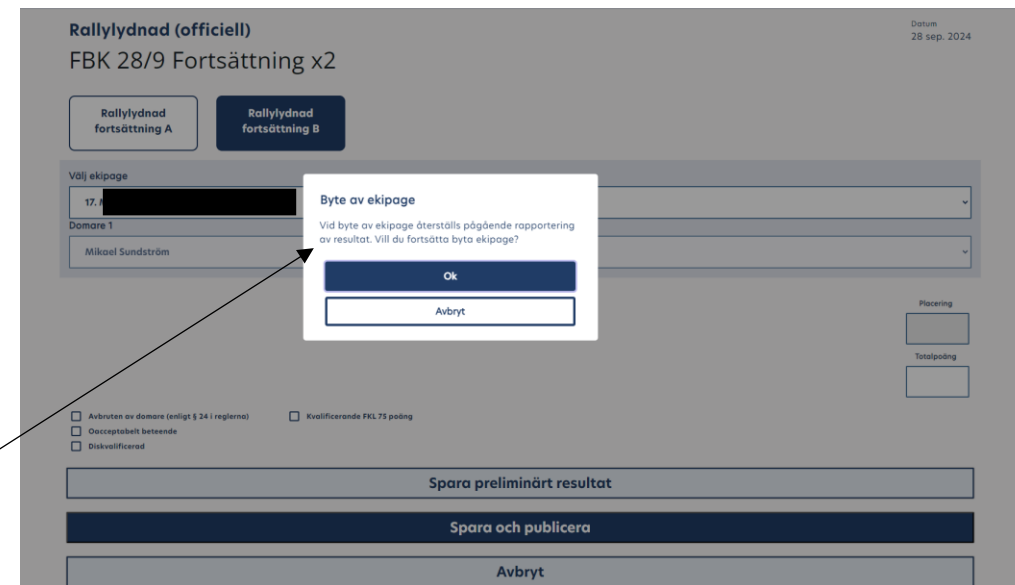 Rallylydnad (officiell)
Datum
28 sep. 2024
FBK 28/9 Fortsättning x2
Rallylydnad
fortsättning A
Rallylydnad
fortsättning B
Välj ekipage
17.
Domare 1
Mikael Sundström
Byte av ekipage
Vid byte av ekipage återställs pågående rapportering
av resultat. Vill du fortsätta byta ekipage?
Ok
Avbryt
Placering
Totalpoäng
Avbruten av domare (enligt § 24 i reglerna)
Kvalificerande FKL 75 poäng
Oacceptabelt beteende
Diskvalificerad
Spara preliminärt resultat
Spara och publicera
Avbryt